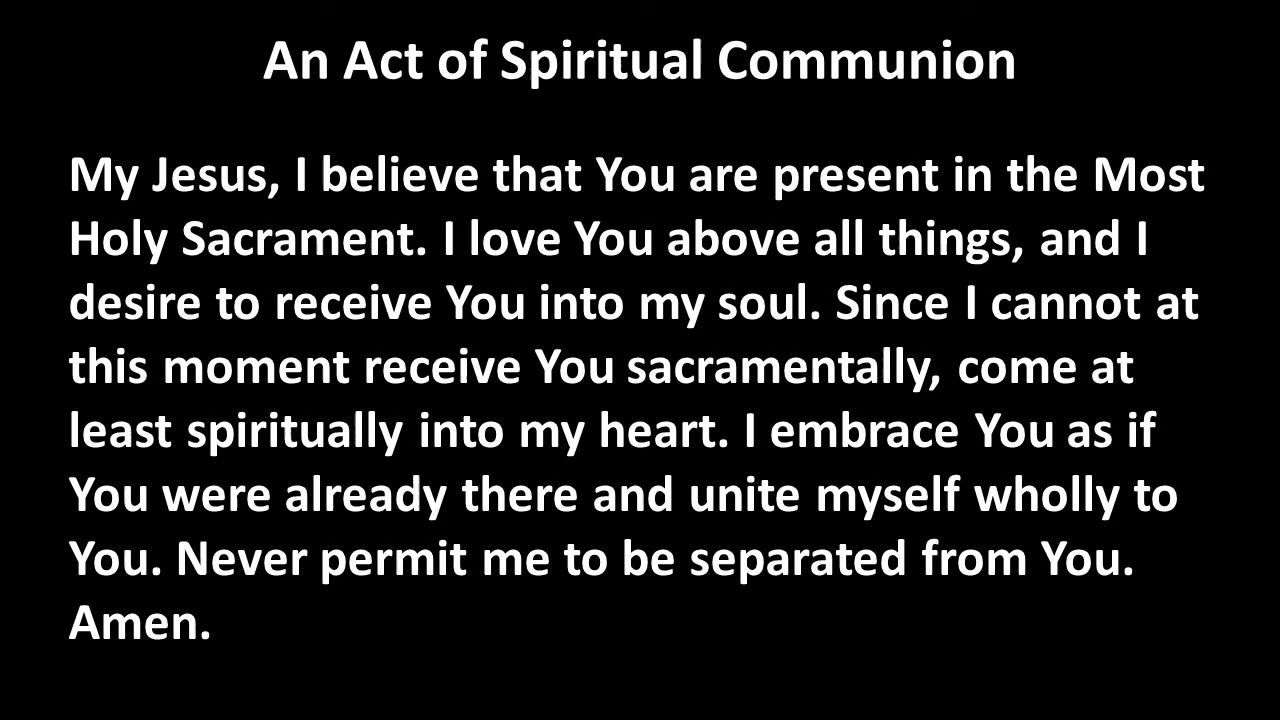 An Act of Spiritual Communion
My Jesus, I believe that You are present in the Most
Holy Sacrament. I love You above all things, and I
desire to receive You into my soul. Since I cannot at
this moment receive You sacramentally, come at
least spiritually into my heart. I embrace You as if
You were already there and unite myself wholly to
You. Never permit me to be separated from You.
Amen.